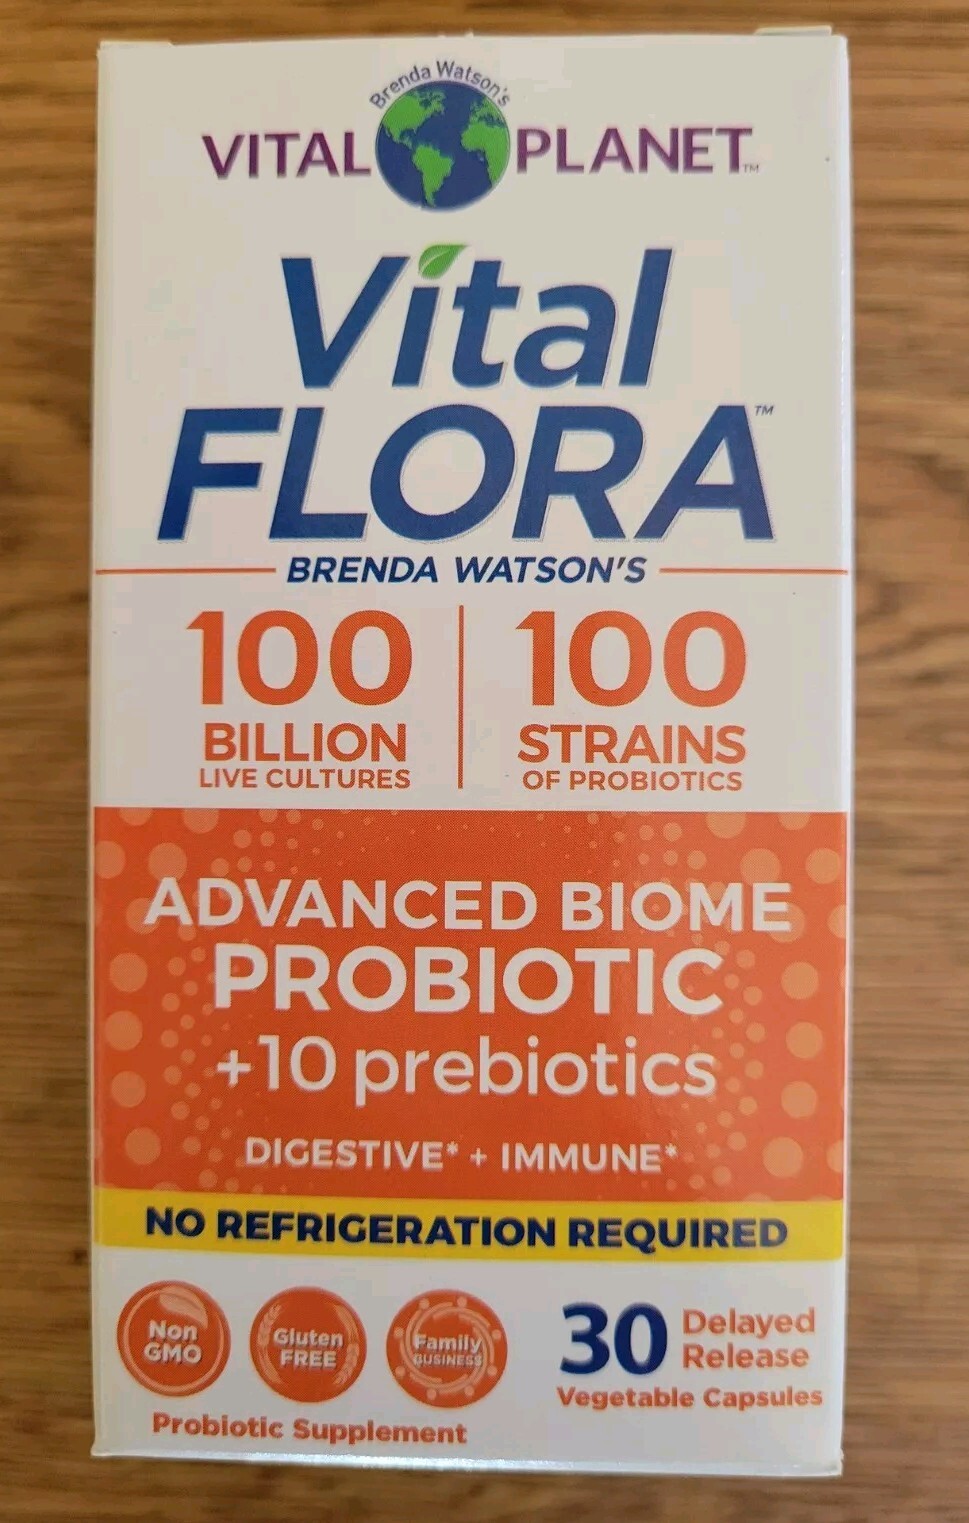 Brenda Watson's
VITAL PLANET™
Vital
FLORA™
BRENDA WATSON'S
100
BILLION
LIVE CULTURES
100
STRAINS
OF PROBIOTICS
ADVANCED BIOME
PROBIOTIC
+10 prebiotics
DIGESTIVE* + IMMUNE*
NO REFRIGERATION REQUIRED
Non
GMO
Gluten
FREE
Family
BUSINESS
Probiotic Supplement
30 Delayed
Release
Vegetable Capsules